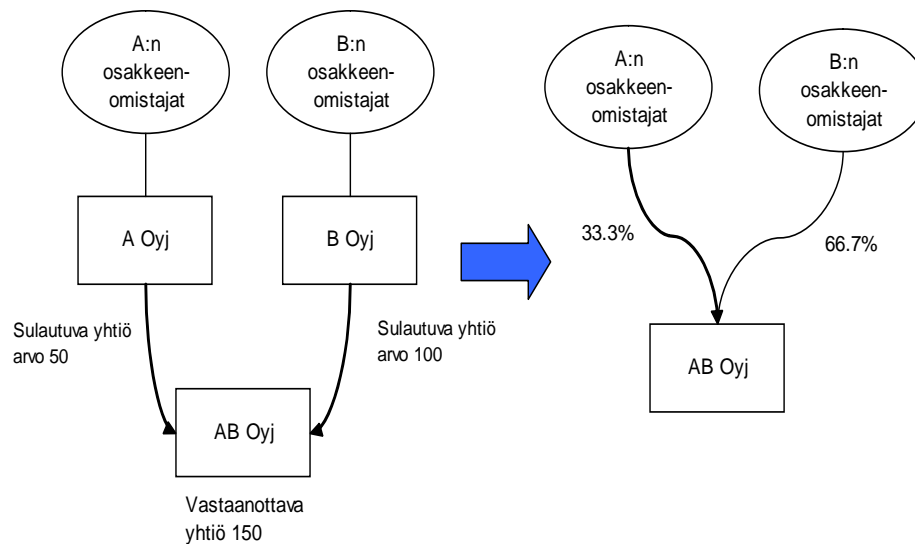 A:n
osakkeen-
omistajat
B:n
osakkeen-
omistajat
A Oyj
B Oyj
Sulautuva yhtiö
arvo 50
Sulautuva yhtiö
arvo 100
AB Oyj
Vastaanottava
yhtiö 150
A:n
osakkeen-
omistajat
B:n
osakkeen-
omistajat
33.3%
66.7%
AB Oyj